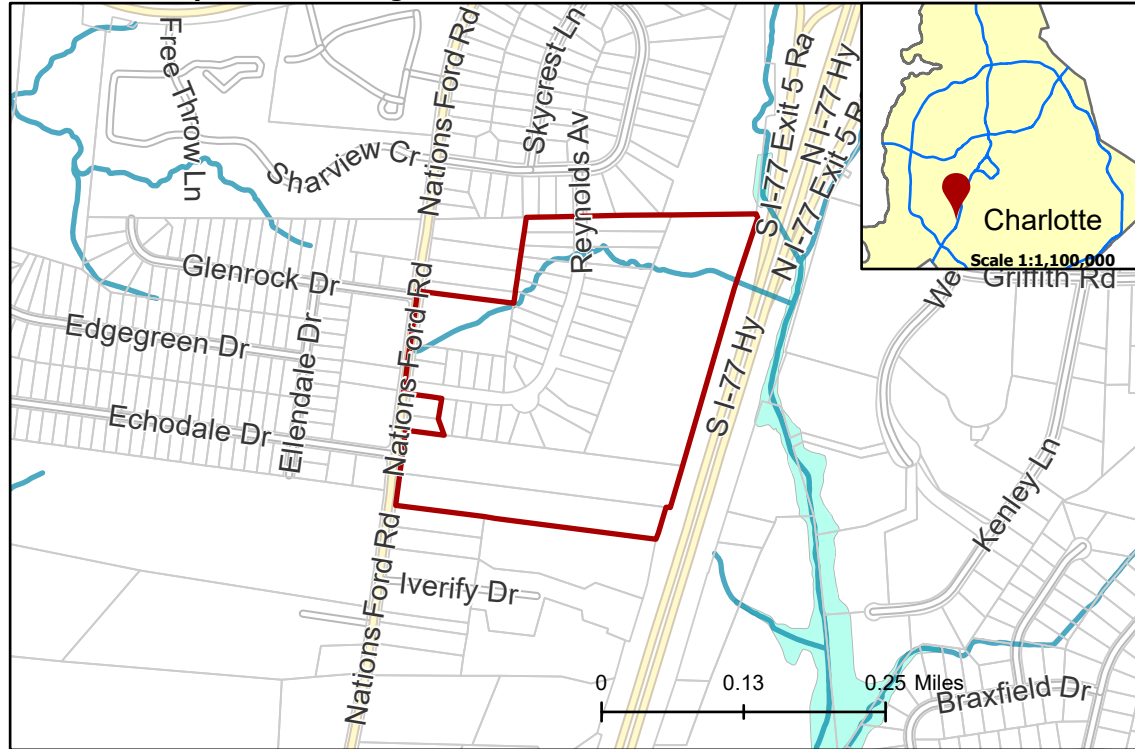 Free Throw Ln
Nations Ford Rd
Skycrest Ln
Reynolds Av
Sharview Cr
S I-77 Exit 5 Ra
N I-77 Hy
N I-77 Exit 5 R
Charlotte
Scale 1:1,100,000
We
Griffith Rd
Glenrock Dr
Nations Ford Rd
Edgegreen Dr
Ellendale Dr
Echodale Dr
S I-77 Hy
Kenley Ln
Nations Ford Rd
Iverify Dr
0
0.13
0.25 Miles
Braxfield Dr